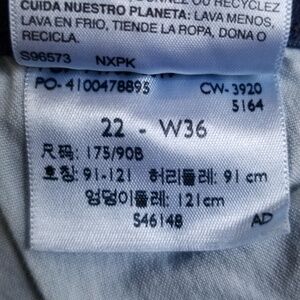 CUIDA NUESTRO PLANETA: LAVA MENOS,
LAVA EN FRIO, TIENDE LA ROPA, DONA O
RECICLA.
S96573 NXPK
PO-4100478895 CW-3920
5164
22 - W36
尺码: 175/90B
호칭: 91-121 허리둘레: 91 cm
엉덩이둘레: 121cm
S46148 AD